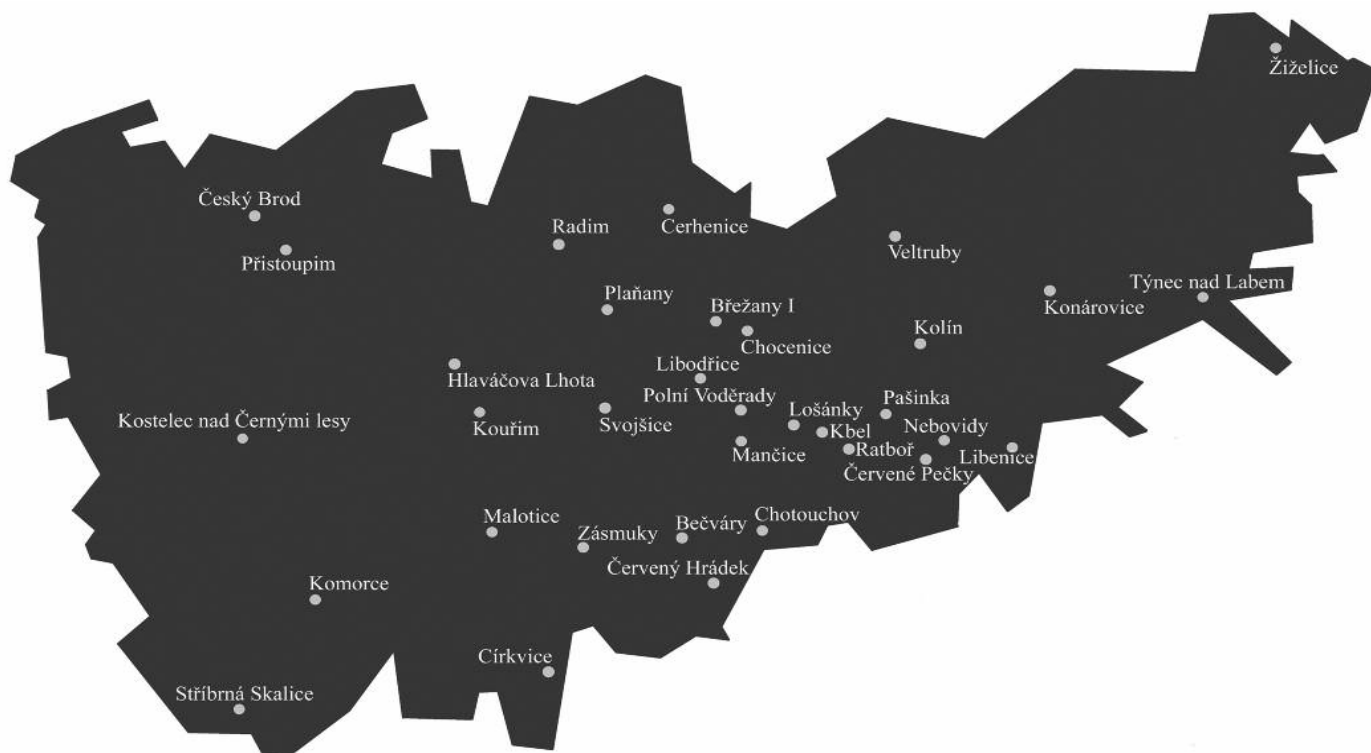 Žiželice
Český Brod
Radim
Cerhenice
Veltruby
Přistoupim
Týnec nad Labem
Plaňany
Břežany I
Konárovice
Kolín
Chocenice
Libodřice
Hlaváčova Lhota
Polní Voděrady
Pašinka
Lošánky
Kostelec nad Černými lesy
Kouřim
Svojšice
Kbel
Nebovidy
Mančice
Ratboř
Libenice
Červené Pečky
Malotice
Bečváry
Chotouchov
Zásmuky
Červený Hrádek
Komorce
Církvice
Stříbrná Skalice